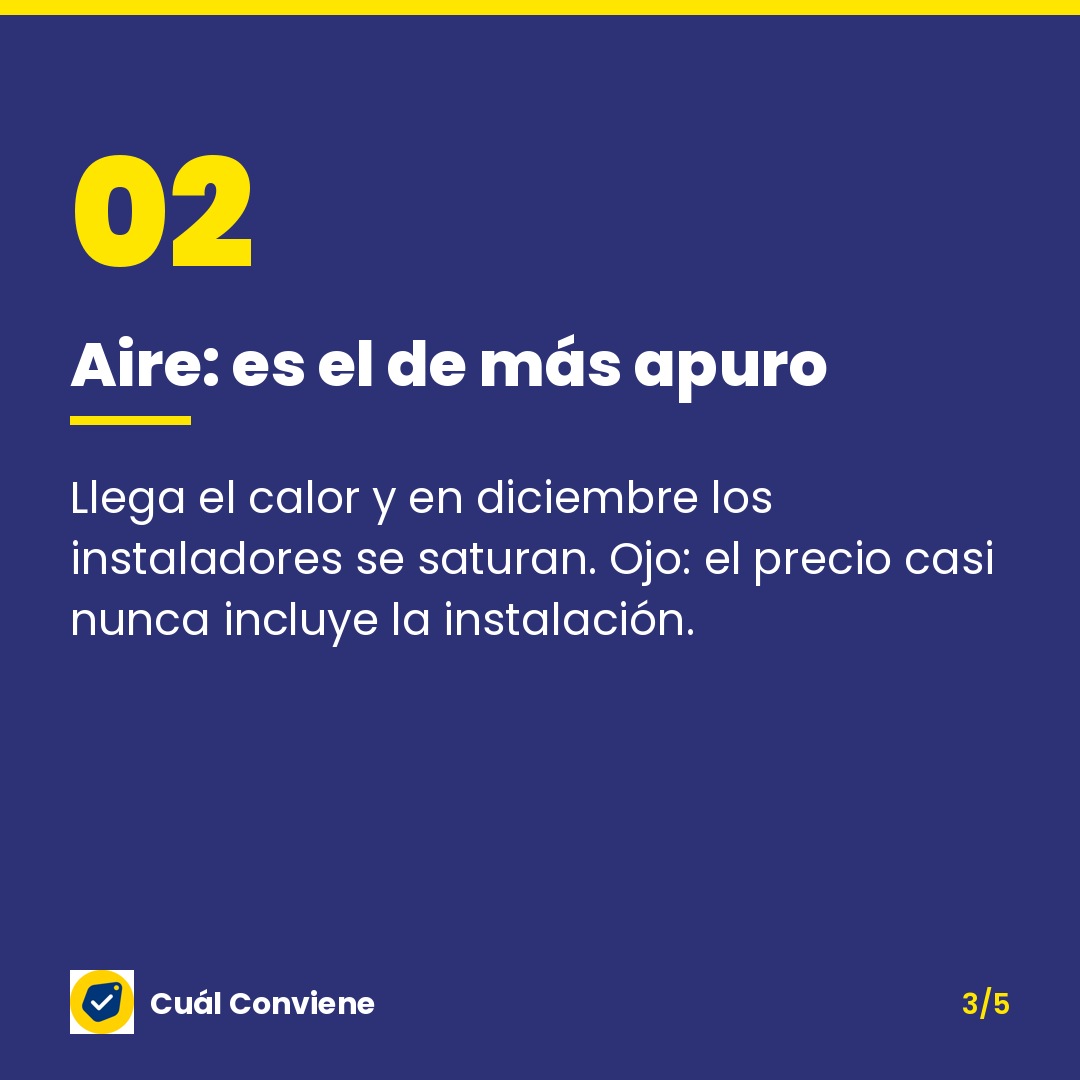 02
Aire: es el de más apuro
Llega el calor y en diciembre los
instaladores se saturan. Ojo: el precio casi
nunca incluye la instalación.
Cuál Conviene
3/5